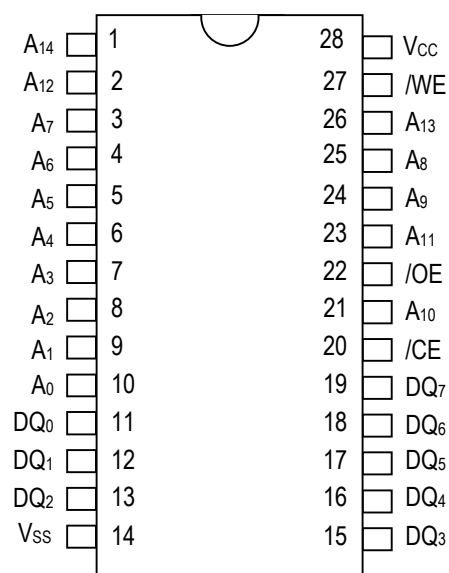 A14 1 28 VCC
A12 2 27 /WE
A7 3 26 A13
A6 4 25 A8
A5 5 24 A9
A4 6 23 A11
A3 7 22 /OE
A2 8 21 A10
A1 9 20 /CE
A0 10 19 DQ7
DQ0 11 18 DQ6
DQ1 12 17 DQ5
DQ2 13 16 DQ4
VSS 14 15 DQ3